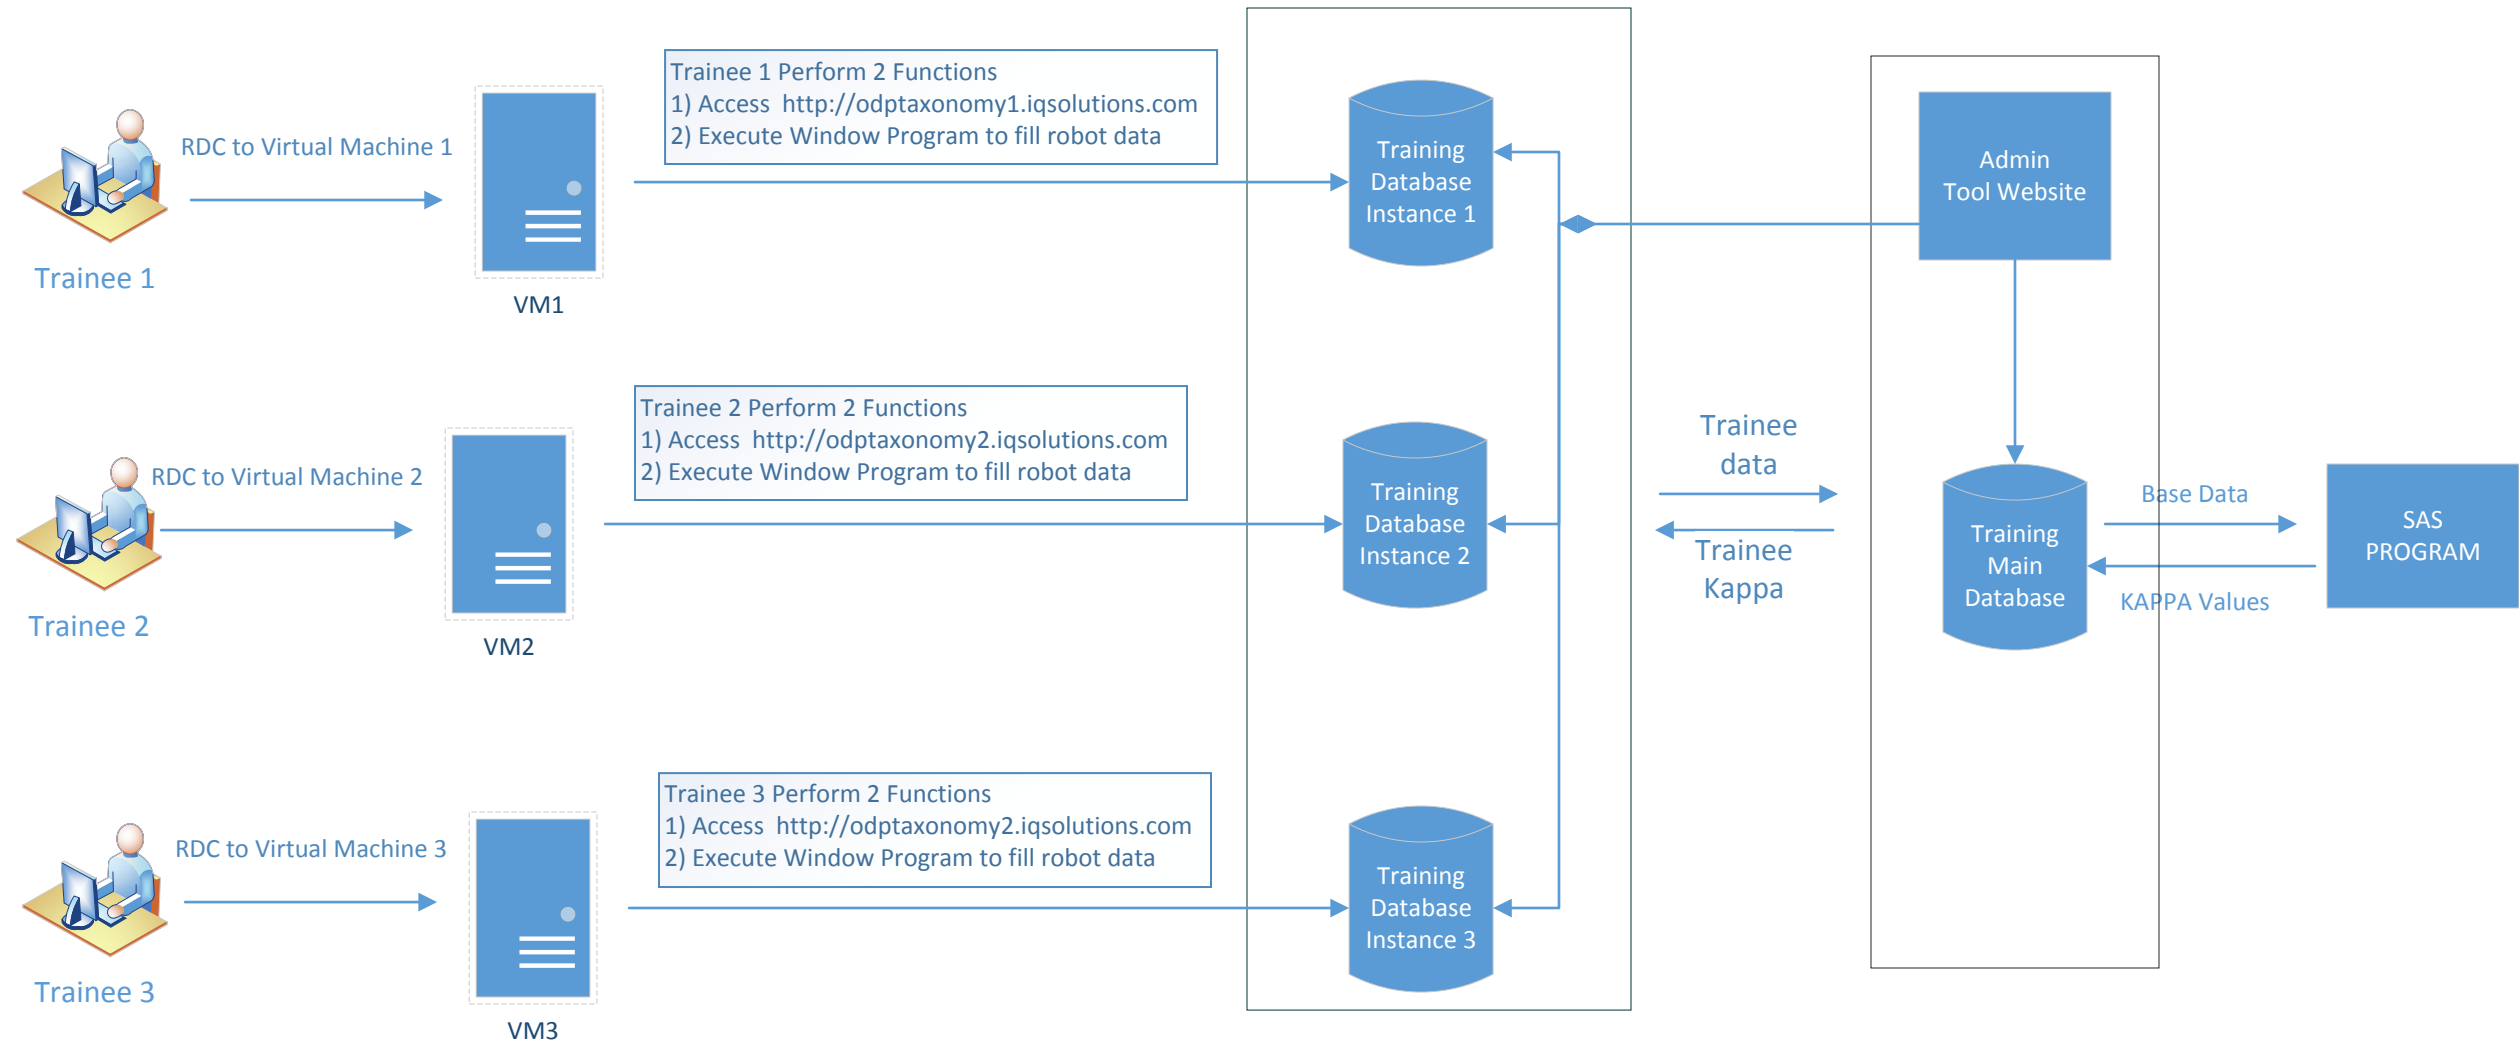 Trainee 1 Perform 2 Functions
1) Access http://odptaxonomy1.iqsolutions.com
2) Execute Window Program to fill robot data
RDC to Virtual Machine 1
Trainee 1
VM1
Training
Database
Instance 1
Admin
Tool Website
Trainee 2 Perform 2 Functions
1) Access http://odptaxonomy2.iqsolutions.com
2) Execute Window Program to fill robot data
RDC to Virtual Machine 2
Trainee 2
VM2
Training
Database
Instance 2
Trainee
data
Trainee
Kappa
Training
Main
Database
Base Data
KAPPA Values
SAS
PROGRAM
Trainee 3 Perform 2 Functions
1) Access http://odptaxonomy2.iqsolutions.com
2) Execute Window Program to fill robot data
RDC to Virtual Machine 3
Trainee 3
VM3
Training
Database
Instance 3